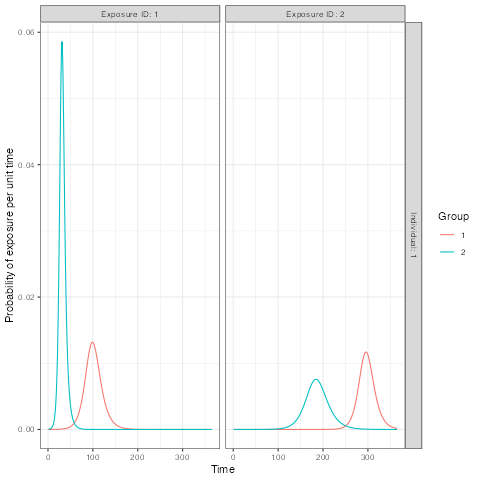 Exposure ID: 1
Exposure ID: 2
0.06
0.04
0.02
0.00
Probability of exposure per unit time
0
100
200
300
0
100
200
300
Time
Individual: 1
Group
1
2